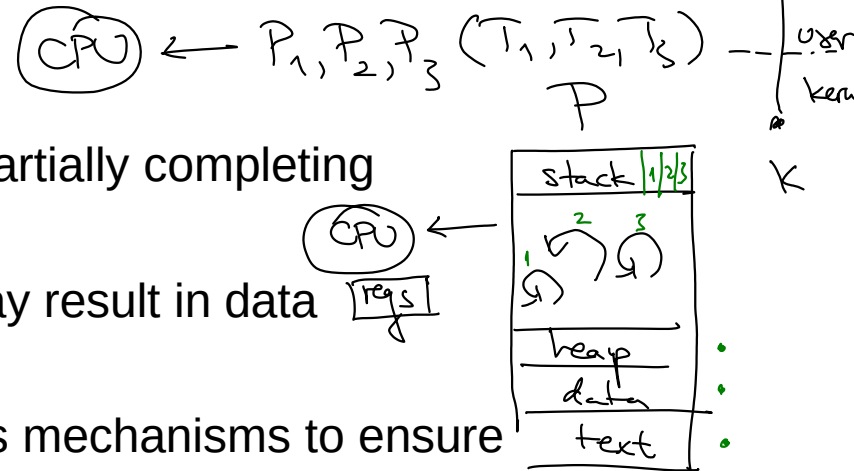 CPU ← P1, P2, P3 (T1, T2, T3) user
P kern
artially completing
stack 1/2/3 K
CPU ← 1 2 3
ay result in data regs
heap
data
s mechanisms to ensure text